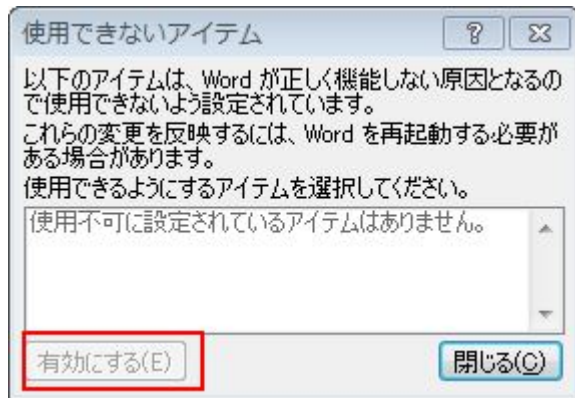 使用できないアイテム
以下のアイテムは、Word が正しく機能しない原因となるの
で使用できないよう設定されています。
これらの変更を反映するには、Word を再起動する必要が
ある場合があります。
使用できるようにするアイテムを選択してください。
使用不可に設定されているアイテムはありません。
有効にする(E) 閉じる(C)